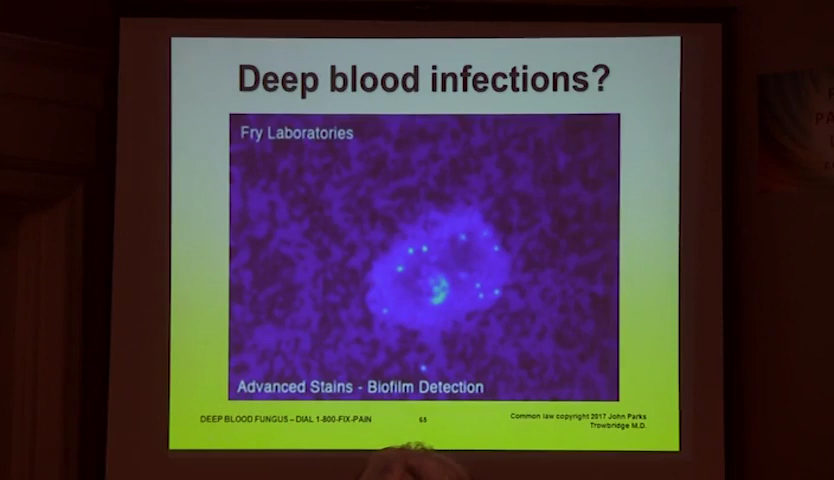 Deep blood infections?
Fry Laboratories
Advanced Stains - Biofilm Detection
DEEP BLOOD FUNGUS – DIAL 1-800-FIX-PAIN
65
Common law copyright 2017 John Parks
Trowbridge M.D.